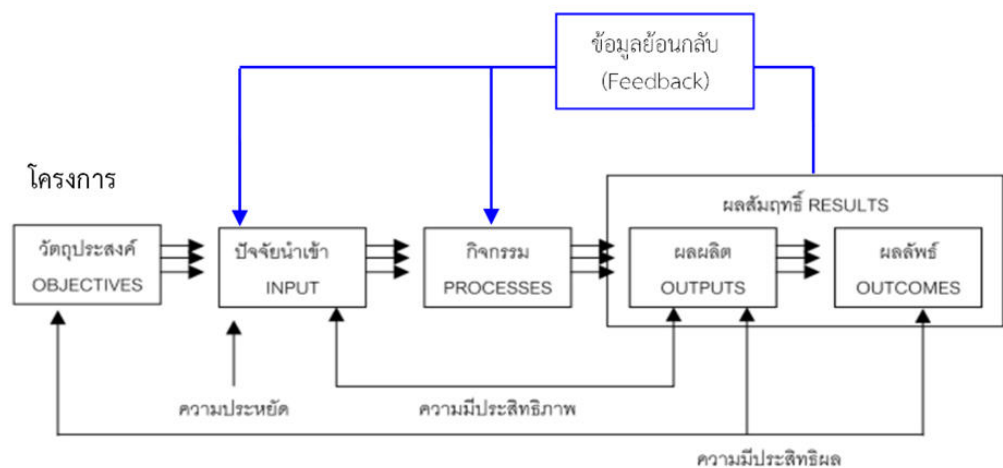 ข้อมูลย้อนกลับ
(Feedback)
โครงการ
ผลสัมฤทธิ์ RESULTS
วัตถุประสงค์
OBJECTIVES
ปัจจัยนำเข้า
INPUT
กิจกรรม
PROCESSES
ผลผลิต
OUTPUTS
ผลลัพธ์
OUTCOMES
ความประหยัด
ความมีประสิทธิภาพ
ความมีประสิทธิผล